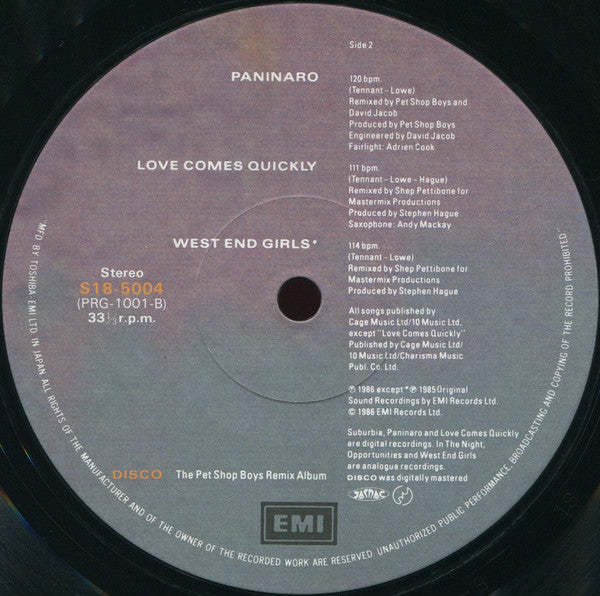 Side 2
PANINARO
120 bpm.
(Tennant-Lowe)
Remixed by Pet Shop Boys and
David Jacob
Produced by Pet Shop Boys
Engineered by David Jacob
Fairlight: Adrien Cook
LOVE COMES QUICKLY
111 bpm.
(Tennant-Lowe-Hague)
Remixed by Shep Pettibone for
Mastermix Productions
Produced by Stephen Hague
Saxophone: Andy Mackay
WEST END GIRLS*
114 bpm
(Tennant-Lowe)
Remixed by Shep Pettibone for
Mastermix Productions
Produced by Stephen Hague
Stereo
S18-5004
(PRG-1001-B)
33 1/3 r.p.m.
All songs published by
Cage Music Ltd/10 Music Ltd,
except "Love Comes Quickly"
Published by Cage Music Ltd/
10 Music Ltd/Charisma Music
Publ. Co. Ltd.
℗ 1986 except *℗ 1985 Original
Sound Recordings by EMI Records Ltd.
© 1986 EMI Records Ltd.
Suburbia, Paninaro and Love Comes Quickly
are digital recordings. In The Night,
Opportunities and West End Girls
are analogue recordings.
DISCO was digitally mastered
DISCO The Pet Shop Boys Remix Album
JASRAC
EMI
"MFD BY TOSHIBA EMI LTD IN JAPAN. ALL RIGHTS OF THE MANUFACTURER AND OF THE OWNER OF THE RECORDED WORK ARE RESERVED. UNAUTHORIZED PUBLIC PERFORMANCE, BROADCASTING AND COPYING OF THE RECORD PROHIBITED"